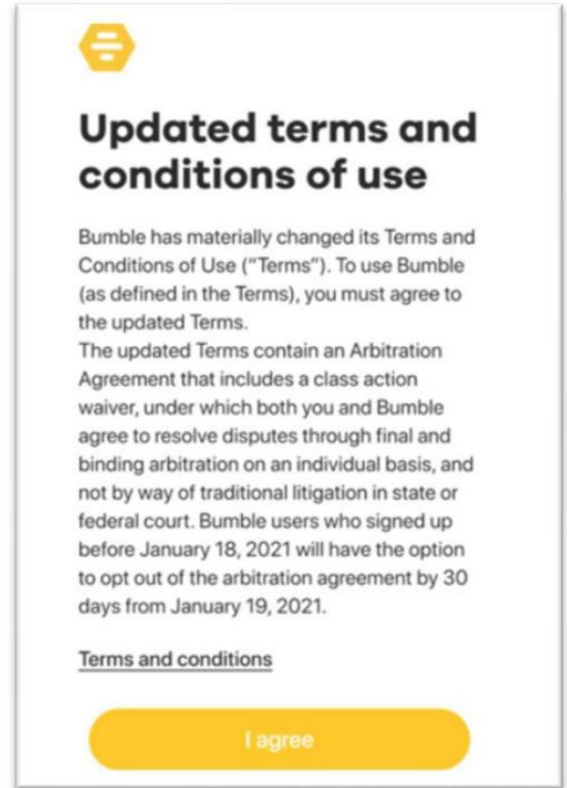 Updated terms and
conditions of use
Bumble has materially changed its Terms and
Conditions of Use (“Terms”). To use Bumble
(as defined in the Terms), you must agree to
the updated Terms.
The updated Terms contain an Arbitration
Agreement that includes a class action
waiver, under which both you and Bumble
agree to resolve disputes through final and
binding arbitration on an individual basis, and
not by way of traditional litigation in state or
federal court. Bumble users who signed up
before January 18, 2021 will have the option
to opt out of the arbitration agreement by 30
days from January 19, 2021.
Terms and conditions
I agree